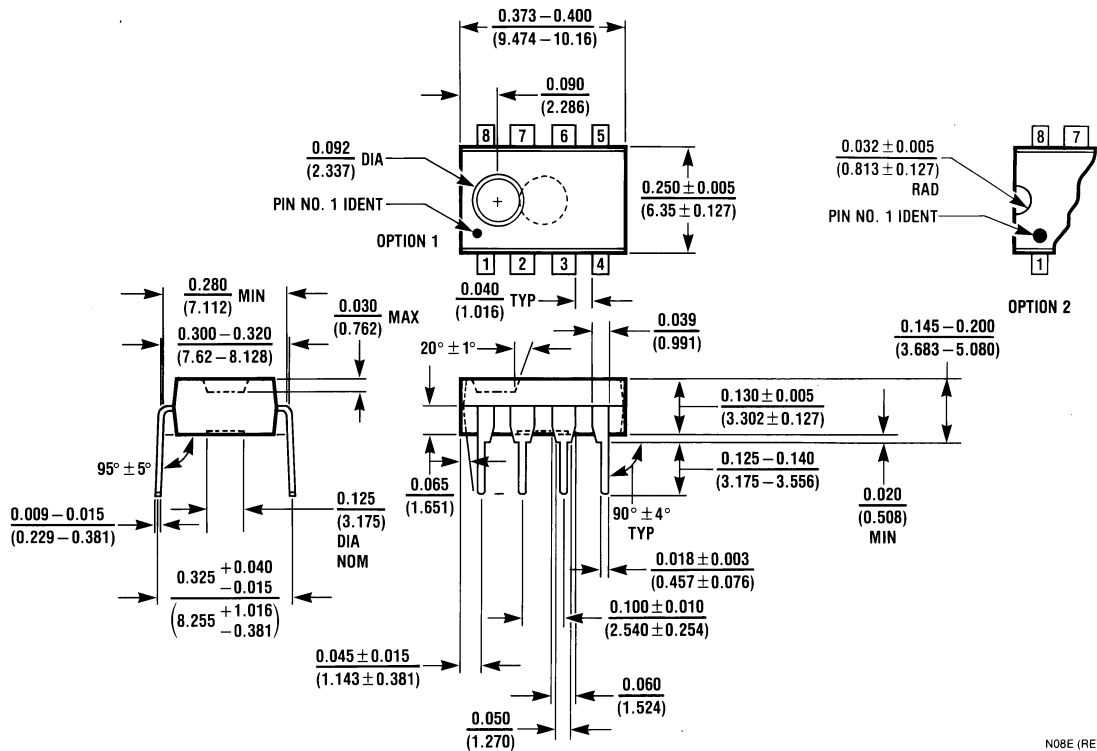 0.373 – 0.400
(9.474 – 10.16)
0.090
(2.286)
8 7 6 5
0.092 DIA
(2.337)
PIN NO. 1 IDENT
OPTION 1
+
1 2 3 4
0.250 ± 0.005
(6.35 ± 0.127)
8 7
0.032 ± 0.005
(0.813 ± 0.127)
RAD
PIN NO. 1 IDENT
1
OPTION 2
0.280 MIN
(7.112)
0.300 – 0.320
(7.62 – 8.128)
0.030 MAX
(0.762)
0.040 TYP
(1.016)
0.039
(0.991)
20° ± 1°
0.145 – 0.200
(3.683 – 5.080)
0.130 ± 0.005
(3.302 ± 0.127)
95° ± 5°
0.065
(1.651)
0.125 – 0.140
(3.175 – 3.556)
0.020
(0.508)
MIN
90° ± 4°
TYP
0.009 – 0.015
(0.229 – 0.381)
0.125
(3.175)
DIA
NOM
0.325 +0.040
–0.015
(8.255 +1.016
–0.381)
0.018 ± 0.003
(0.457 ± 0.076)
0.100 ± 0.010
(2.540 ± 0.254)
0.045 ± 0.015
(1.143 ± 0.381)
0.060
(1.524)
0.050
(1.270)
N08E (RE